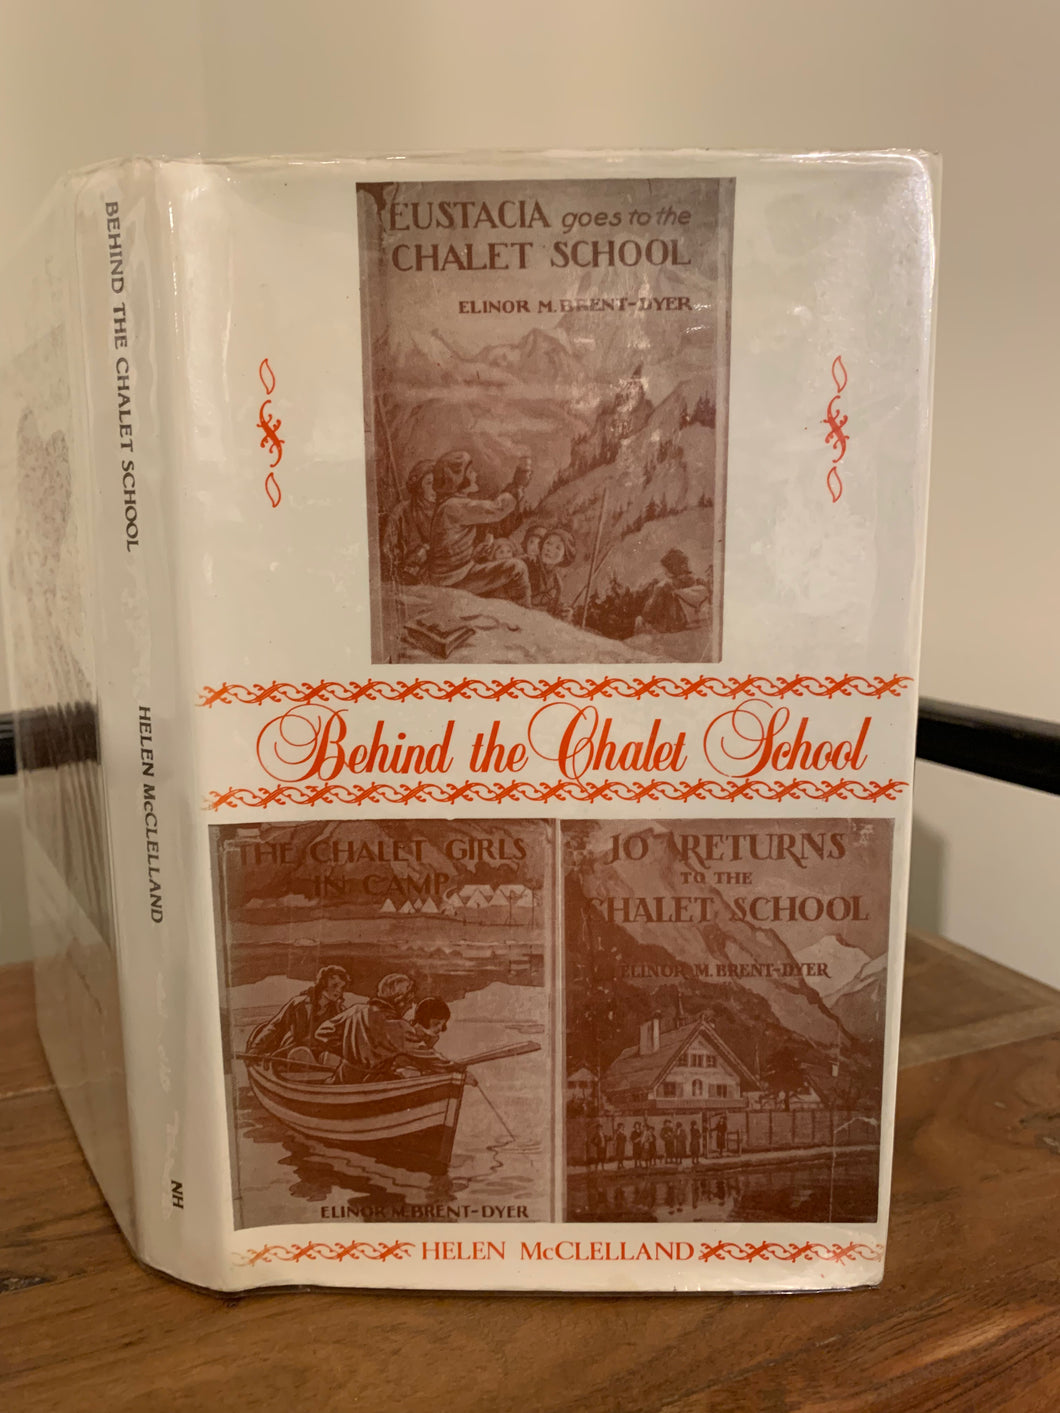 BEHIND THE CHALET SCHOOL
HELEN McCLELLAND
NH
EUSTACIA goes to the
CHALET SCHOOL
ELINOR M. BRENT-DYER
Behind the Chalet School
THE CHALET GIRLS
IN CAMP
ELINOR M. BRENT-DYER
JO RETURNS
TO THE
CHALET SCHOOL
ELINOR M. BRENT-DYER
HELEN McCLELLAND